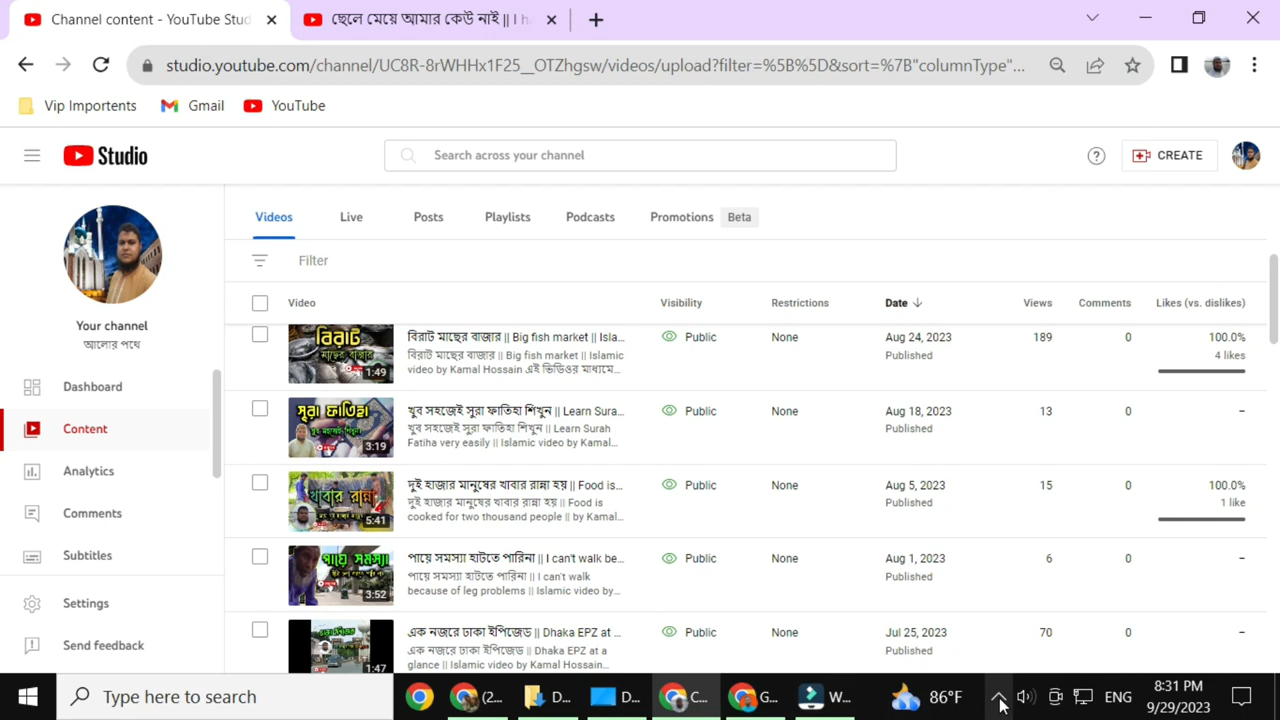 Channel content - YouTube Stud
ছেলে মেয়ে আমার কেউ নাই || I ha
studio.youtube.com/channel/UC8R-8rWHHx1F25__OTZhgsw/videos/upload?filter=%5B%5D&sort=%7B"columnType"...
Vip Importents
Gmail
YouTube
Studio
Search across your channel
CREATE
Your channel
আলোর পথে
Dashboard
Content
Analytics
Comments
Subtitles
Settings
Send feedback
Videos
Live
Posts
Playlists
Podcasts
Promotions
Beta
Filter
Video
Visibility
Restrictions
Date
Views
Comments
Likes (vs. dislikes)
বিরাট
মাছের বাজার
1:49
বিরাট মাছের বাজার || Big fish market || Isla...
বিরাট মাছের বাজার || Big fish market || Islamic
video by Kamal Hossain এই ভিডিওর মাধ্যমে...
Public
None
Aug 24, 2023
Published
189
0
100.0%
4 likes
সূরা ফাতিহা
3:19
খুব সহজেই সুরা ফাতিহা শিখুন || Learn Sura...
খুব সহজেই সুরা ফাতিহা শিখুন || Learn Surah
Fatiha very easily || Islamic video by Kamal...
Public
None
Aug 18, 2023
Published
13
0
–
খাবার রান্না
5:41
দুই হাজার মানুষের খাবার রান্না হয় || Food is...
দুই হাজার মানুষের খাবার রান্না হয় || Food is
cooked for two thousand people || by Kamal...
Public
None
Aug 5, 2023
Published
15
0
100.0%
1 like
পায়ে সমস্যা
3:52
পায়ে সমস্যা হাটতে পারিনা || I can't walk be...
পায়ে সমস্যা হাটতে পারিনা || I can't walk
because of leg problems || Islamic video by...
Public
None
Aug 1, 2023
Published
6
0
–
1:47
এক নজরে ঢাকা ইপিজেড || Dhaka EPZ at ...
এক নজরে ঢাকা ইপিজেড || Dhaka EPZ at a
glance || Islamic video by Kamal Hossain...
Public
None
Jul 25, 2023
Published
70
0
–
Type here to search
(2...
D...
D...
C...
G...
W...
86°F
ENG
8:31 PM
9/29/2023